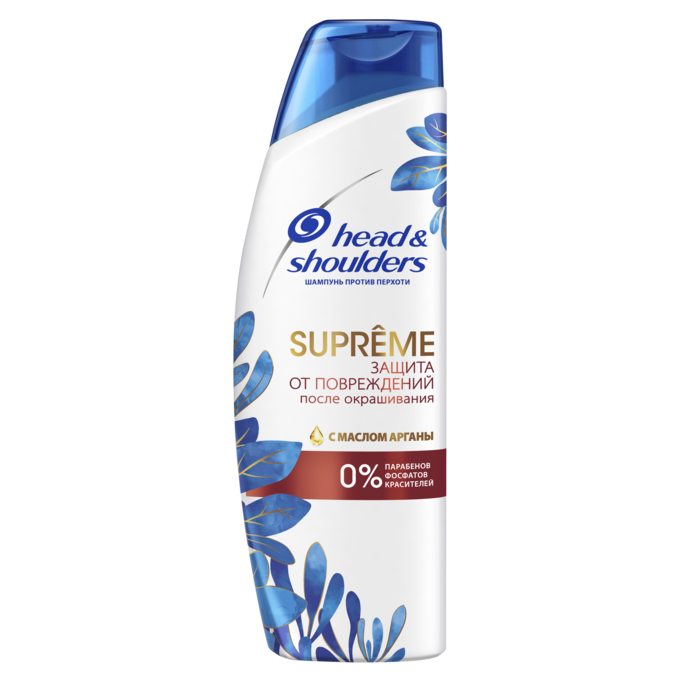 head &
shoulders
ШАМПУНЬ ПРОТИВ ПЕРХОТИ
SUPRÊME
ЗАЩИТА
ОТ ПОВРЕЖДЕНИЙ
после окрашивания
С МАСЛОМ АРГАНЫ
0%
ПАРАБЕНОВ
ФОСФАТОВ
КРАСИТЕЛЕЙ